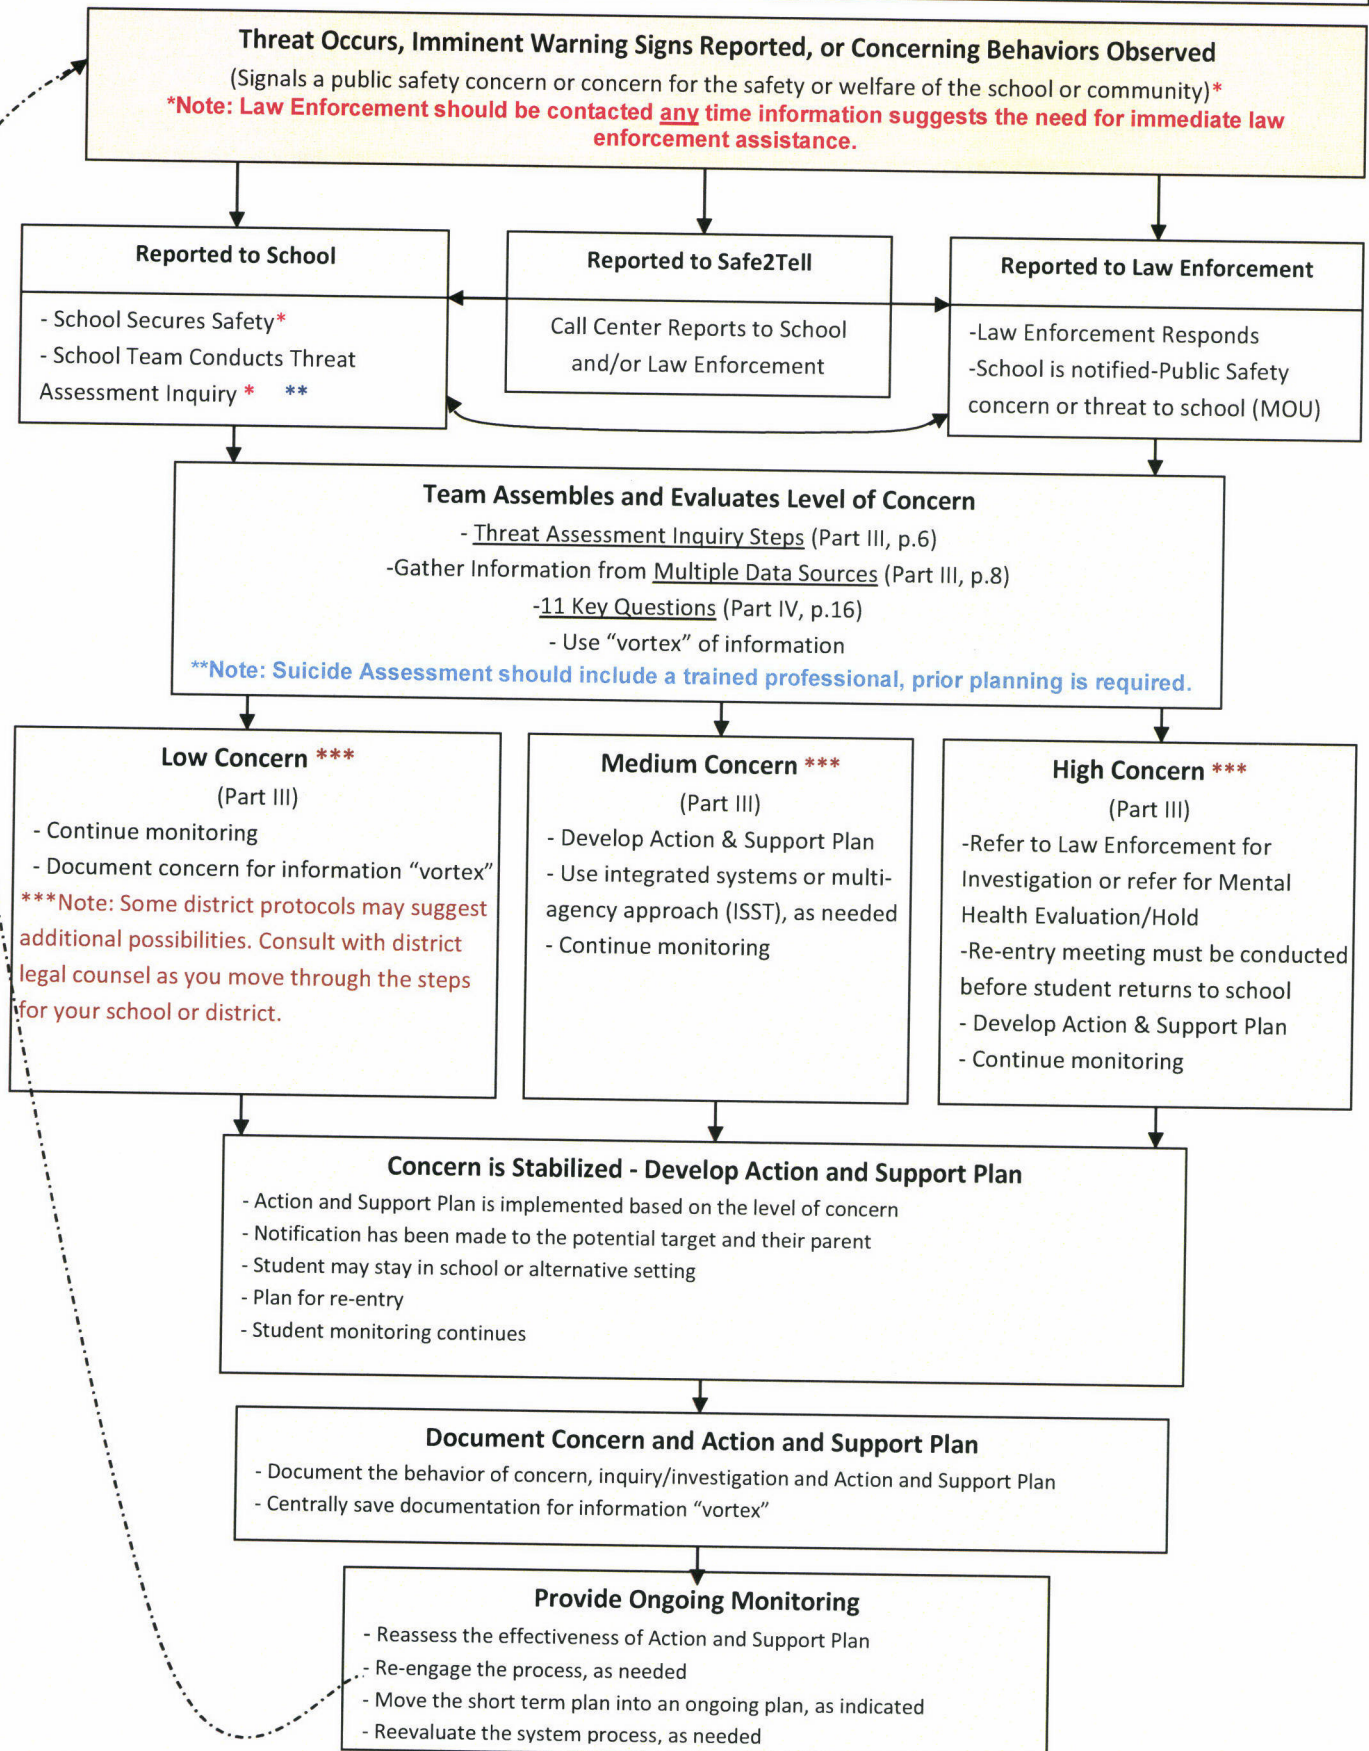 Threat Occurs, Imminent Warning Signs Reported, or Concerning Behaviors Observed
(Signals a public safety concern or concern for the safety or welfare of the school or community)*
*Note: Law Enforcement should be contacted any time information suggests the need for immediate law
enforcement assistance.
Reported to School
- School Secures Safety*
- School Team Conducts Threat
Assessment Inquiry * **
Reported to Safe2Tell
Call Center Reports to School
and/or Law Enforcement
Reported to Law Enforcement
-Law Enforcement Responds
-School is notified-Public Safety
concern or threat to school (MOU)
Team Assembles and Evaluates Level of Concern
- Threat Assessment Inquiry Steps (Part III, p.6)
-Gather Information from Multiple Data Sources (Part III, p.8)
-11 Key Questions (Part IV, p.16)
- Use “vortex” of information
**Note: Suicide Assessment should include a trained professional, prior planning is required.
Low Concern ***
(Part III)
- Continue monitoring
- Document concern for information “vortex”
***Note: Some district protocols may suggest
additional possibilities. Consult with district
legal counsel as you move through the steps
for your school or district.
Medium Concern ***
(Part III)
- Develop Action & Support Plan
- Use integrated systems or multi-
agency approach (ISST), as needed
- Continue monitoring
High Concern ***
(Part III)
-Refer to Law Enforcement for
Investigation or refer for Mental
Health Evaluation/Hold
-Re-entry meeting must be conducted
before student returns to school
- Develop Action & Support Plan
- Continue monitoring
Concern is Stabilized - Develop Action and Support Plan
- Action and Support Plan is implemented based on the level of concern
- Notification has been made to the potential target and their parent
- Student may stay in school or alternative setting
- Plan for re-entry
- Student monitoring continues
Document Concern and Action and Support Plan
- Document the behavior of concern, inquiry/investigation and Action and Support Plan
- Centrally save documentation for information “vortex”
Provide Ongoing Monitoring
- Reassess the effectiveness of Action and Support Plan
- Re-engage the process, as needed
- Move the short term plan into an ongoing plan, as indicated
- Reevaluate the system process, as needed